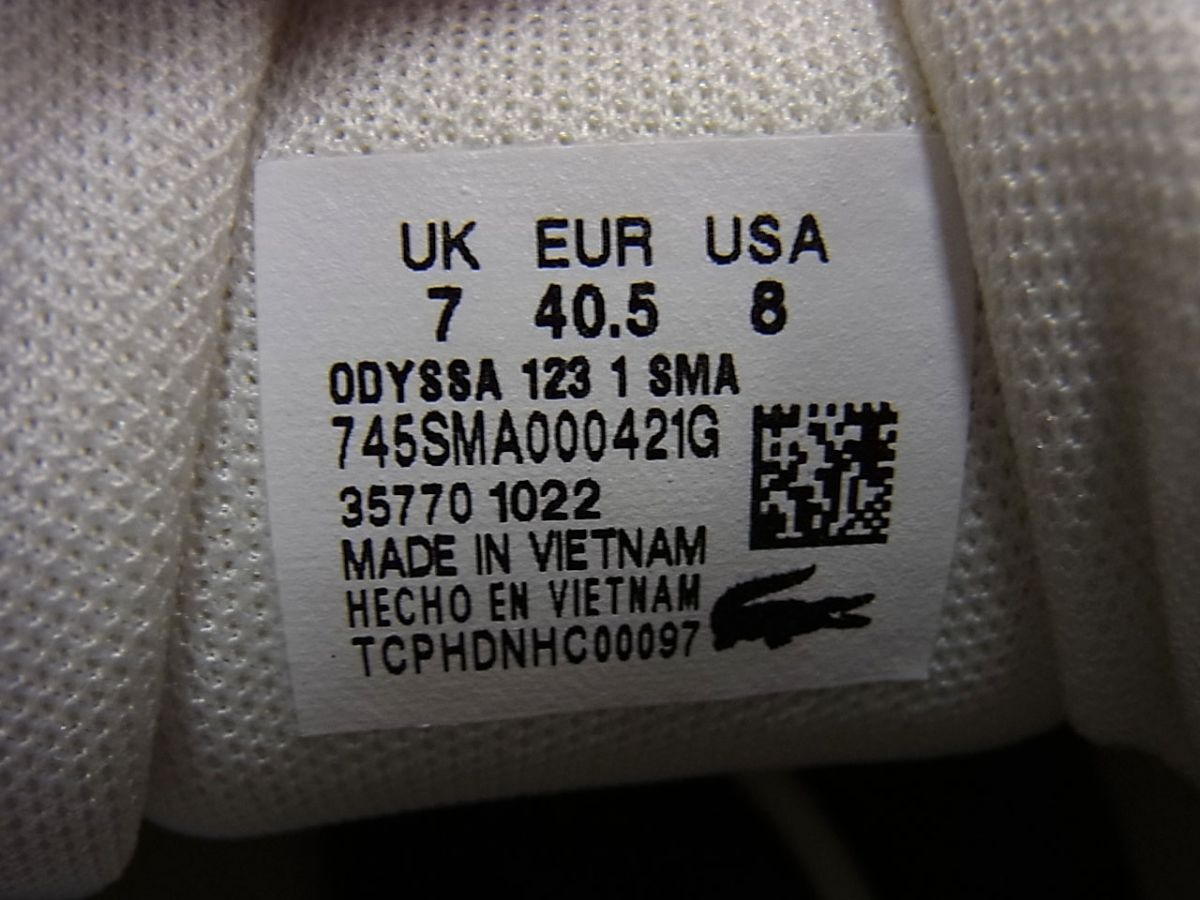 UK EUR USA
7 40.5 8
ODYSSA 123 1 SMA
745SMA000421G
35770 1022
MADE IN VIETNAM
HECHO EN VIETNAM
TCPHDNHC00097